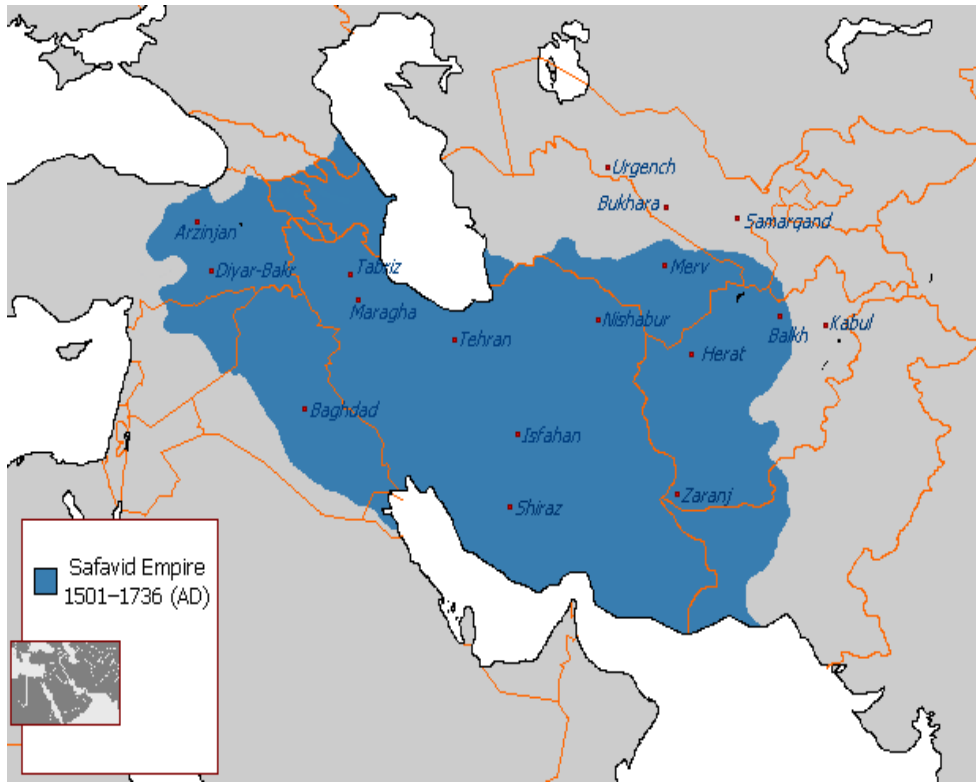 Urgench
Bukhara
Samarqand
Arzinjan
Diyar-Bakr
Tabriz
Merv
Maragha
Nishabur
Balkh
Kabul
Tehran
Herat
Baghdad
Isfahan
Zaranj
Shiraz
Safavid Empire
1501–1736 (AD)